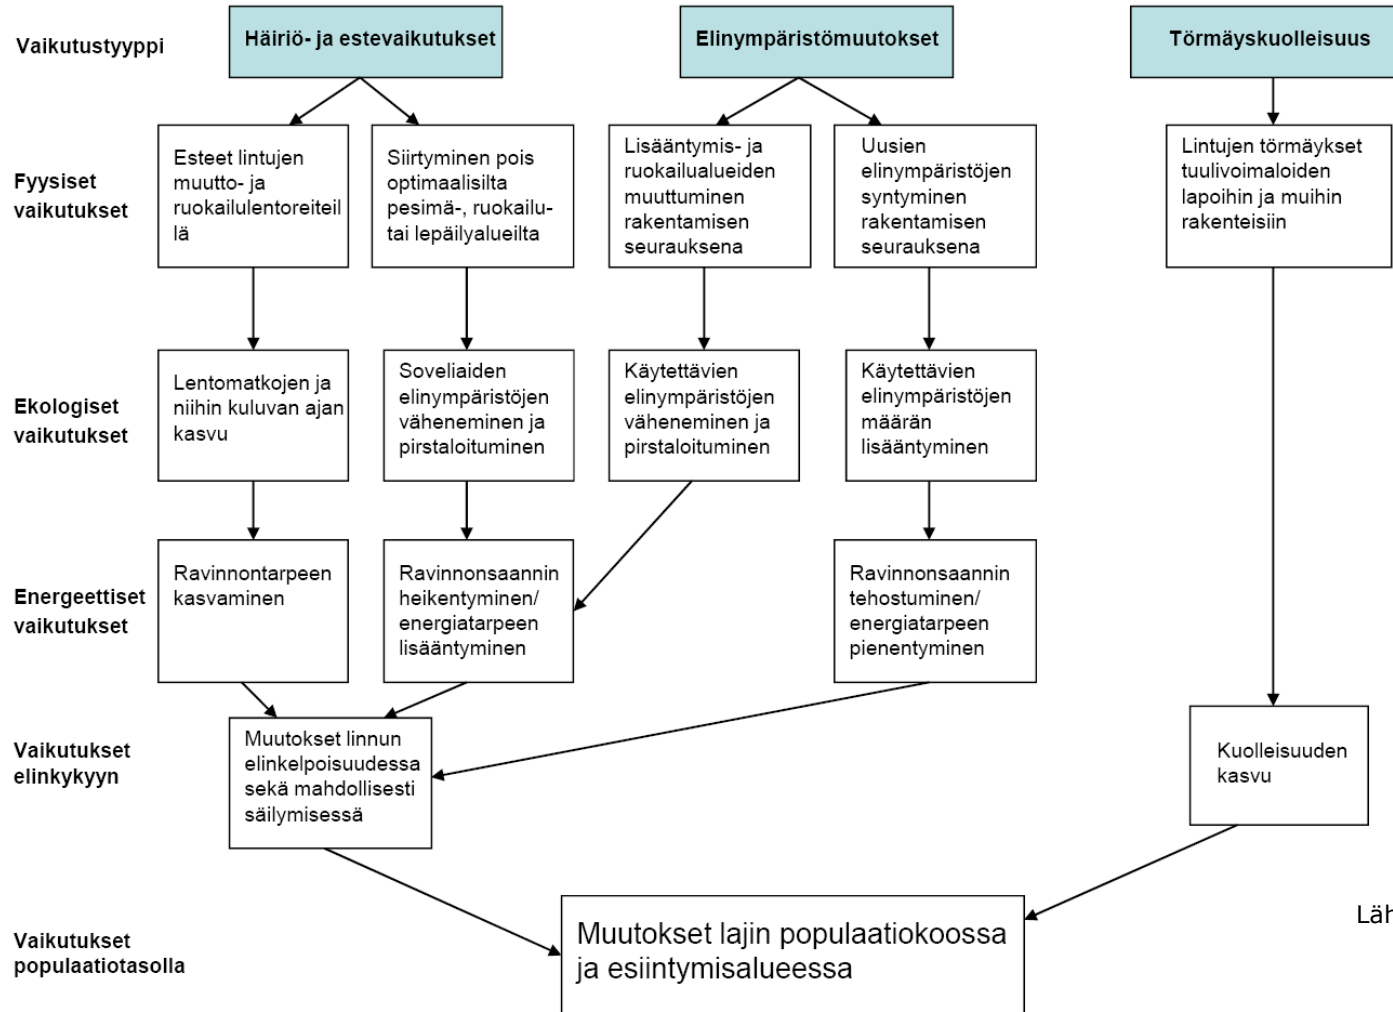 Vaikutustyyppi
Häiriö- ja estevaikutukset
Elinympäristömuutokset
Törmäyskuolleisuus
Fyysiset
vaikutukset
Esteet lintujen
muutto- ja
ruokailulentoreiteil
lä
Siirtyminen pois
optimaalisilta
pesimä-, ruokailu-
tai lepäilyalueilta
Lisääntymis- ja
ruokailualueiden
muuttuminen
rakentamisen
seurauksena
Uusien
elinympäristöjen
syntyminen
rakentamisen
seurauksena
Lintujen törmäykset
tuulivoimaloiden
lapoihin ja muihin
rakenteisiin
Ekologiset
vaikutukset
Lentomatkojen ja
niihin kuluvan ajan
kasvu
Soveliaiden
elinympäristöjen
väheneminen ja
pirstaloituminen
Käytettävien
elinympäristöjen
väheneminen ja
pirstaloituminen
Käytettävien
elinympäristöjen
määrän
lisääntyminen
Energeettiset
vaikutukset
Ravinnontarpeen
kasvaminen
Ravinnonsaannin
heikentyminen/
energiatarpeen
lisääntyminen
Ravinnonsaannin
tehostuminen/
energiatarpeen
pienentyminen
Vaikutukset
elinkykyyn
Muutokset linnun
elinkelpoisuudessa
sekä mahdollisesti
säilymisessä
Kuolleisuuden
kasvu
Vaikutukset
populaatiotasolla
Muutokset lajin populaatiokoossa
ja esiintymisalueessa
Läh